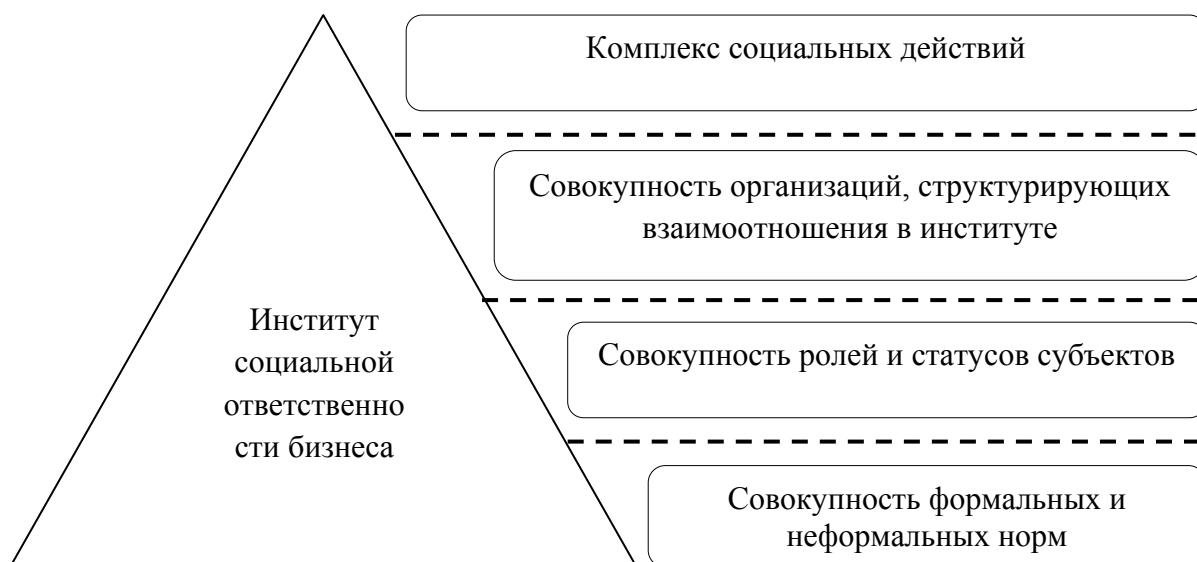 Комплекс социальных действий
Совокупность организаций, структурирующих
взаимоотношения в институте
Институт
социальной
ответственно
сти бизнеса
Совокупность ролей и статусов субъектов
Совокупность формальных и
неформальных норм